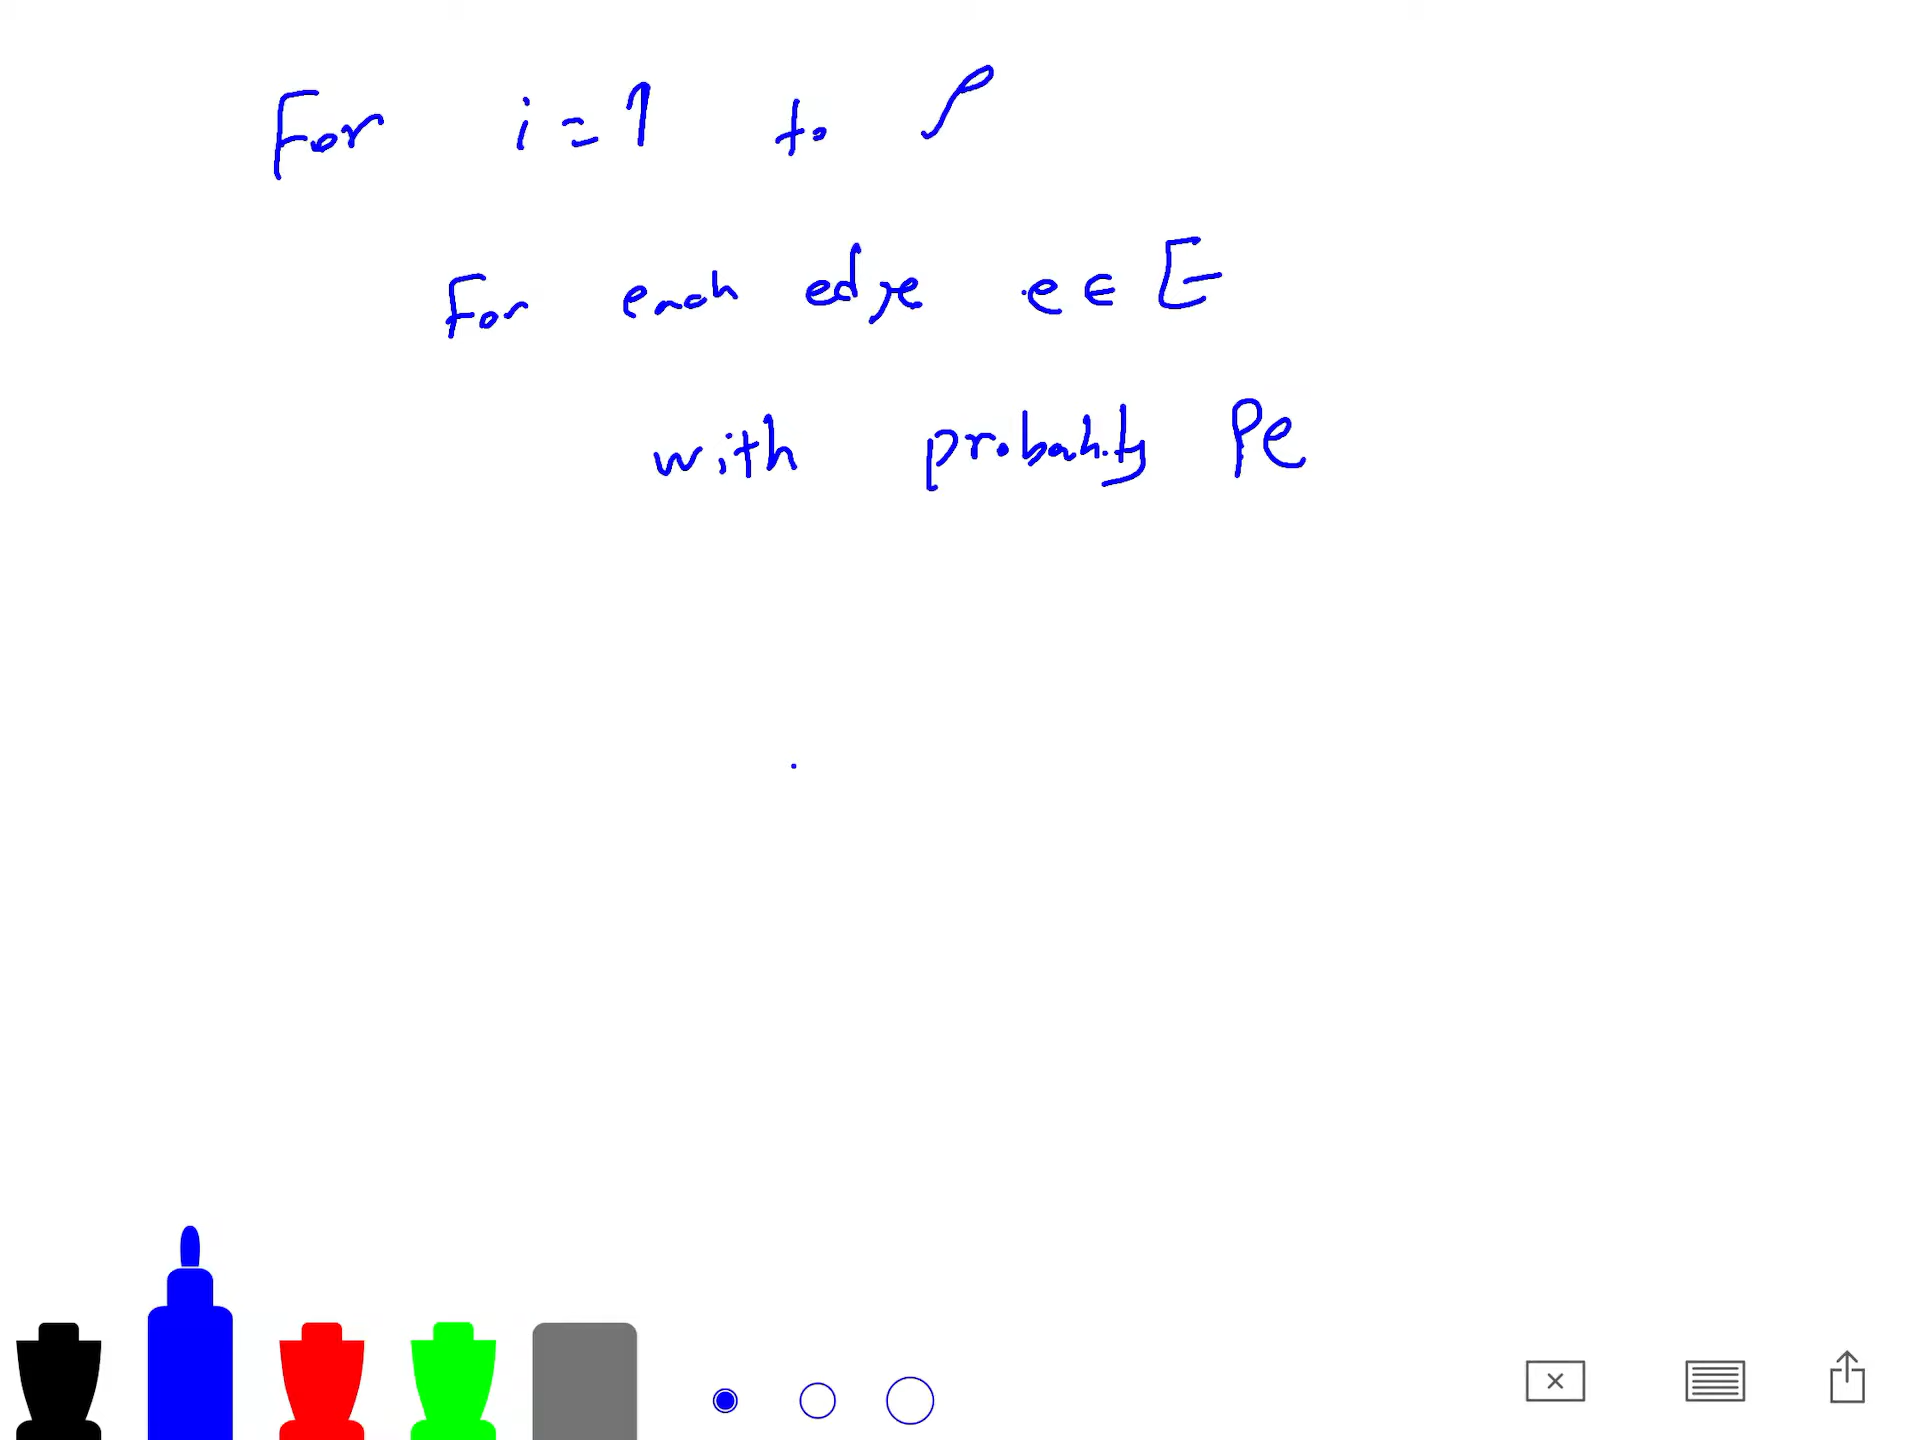 For i = 1 to ρ
For each edge e ∈ E
with probability Pe